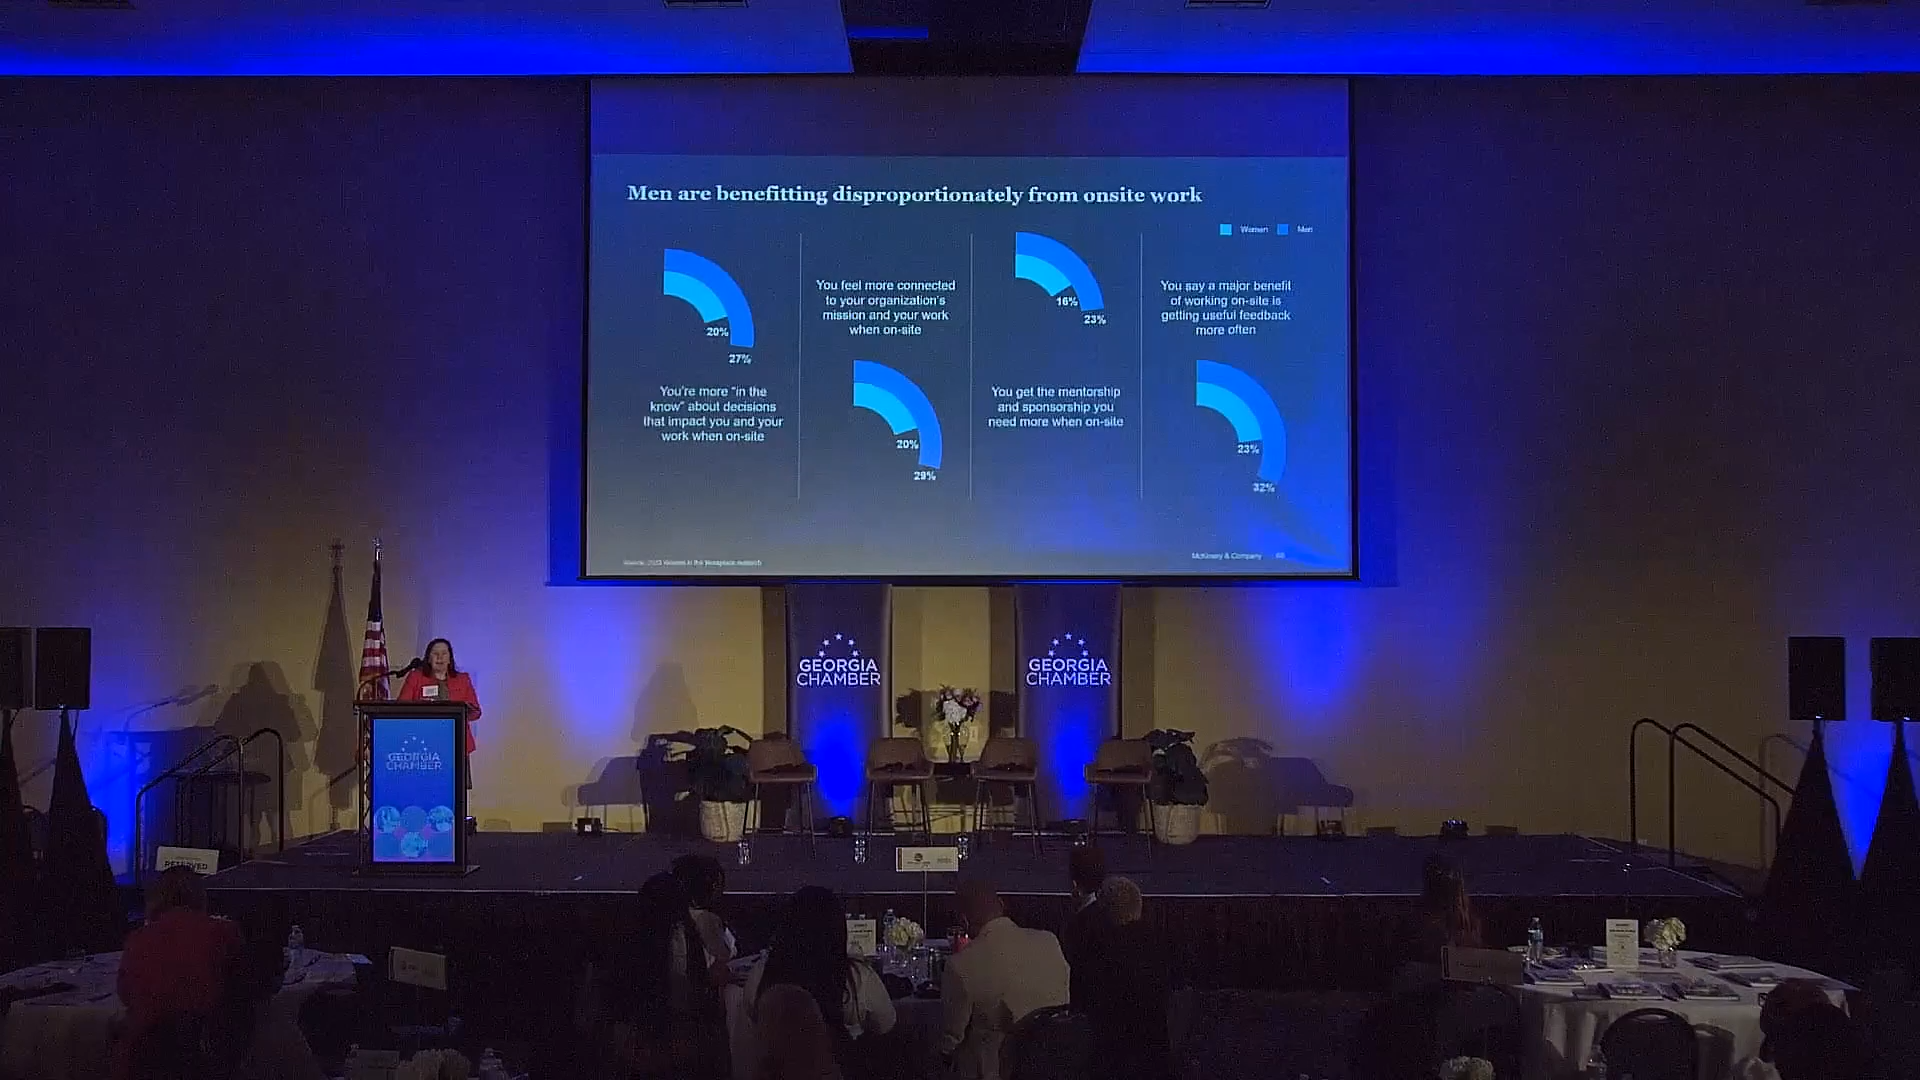 Men are benefitting disproportionately from onsite work
Women Men
20%
27%
You're more "in the
know" about decisions
that impact you and your
work when on-site
You feel more connected
to your organization's
mission and your work
when on-site
20%
29%
16%
23%
You get the mentorship
and sponsorship you
need more when on-site
You say a major benefit
of working on-site is
getting useful feedback
more often
23%
32%
McKinsey & Company
GEORGIA
CHAMBER
GEORGIA
CHAMBER
GEORGIA
CHAMBER
RESERVED